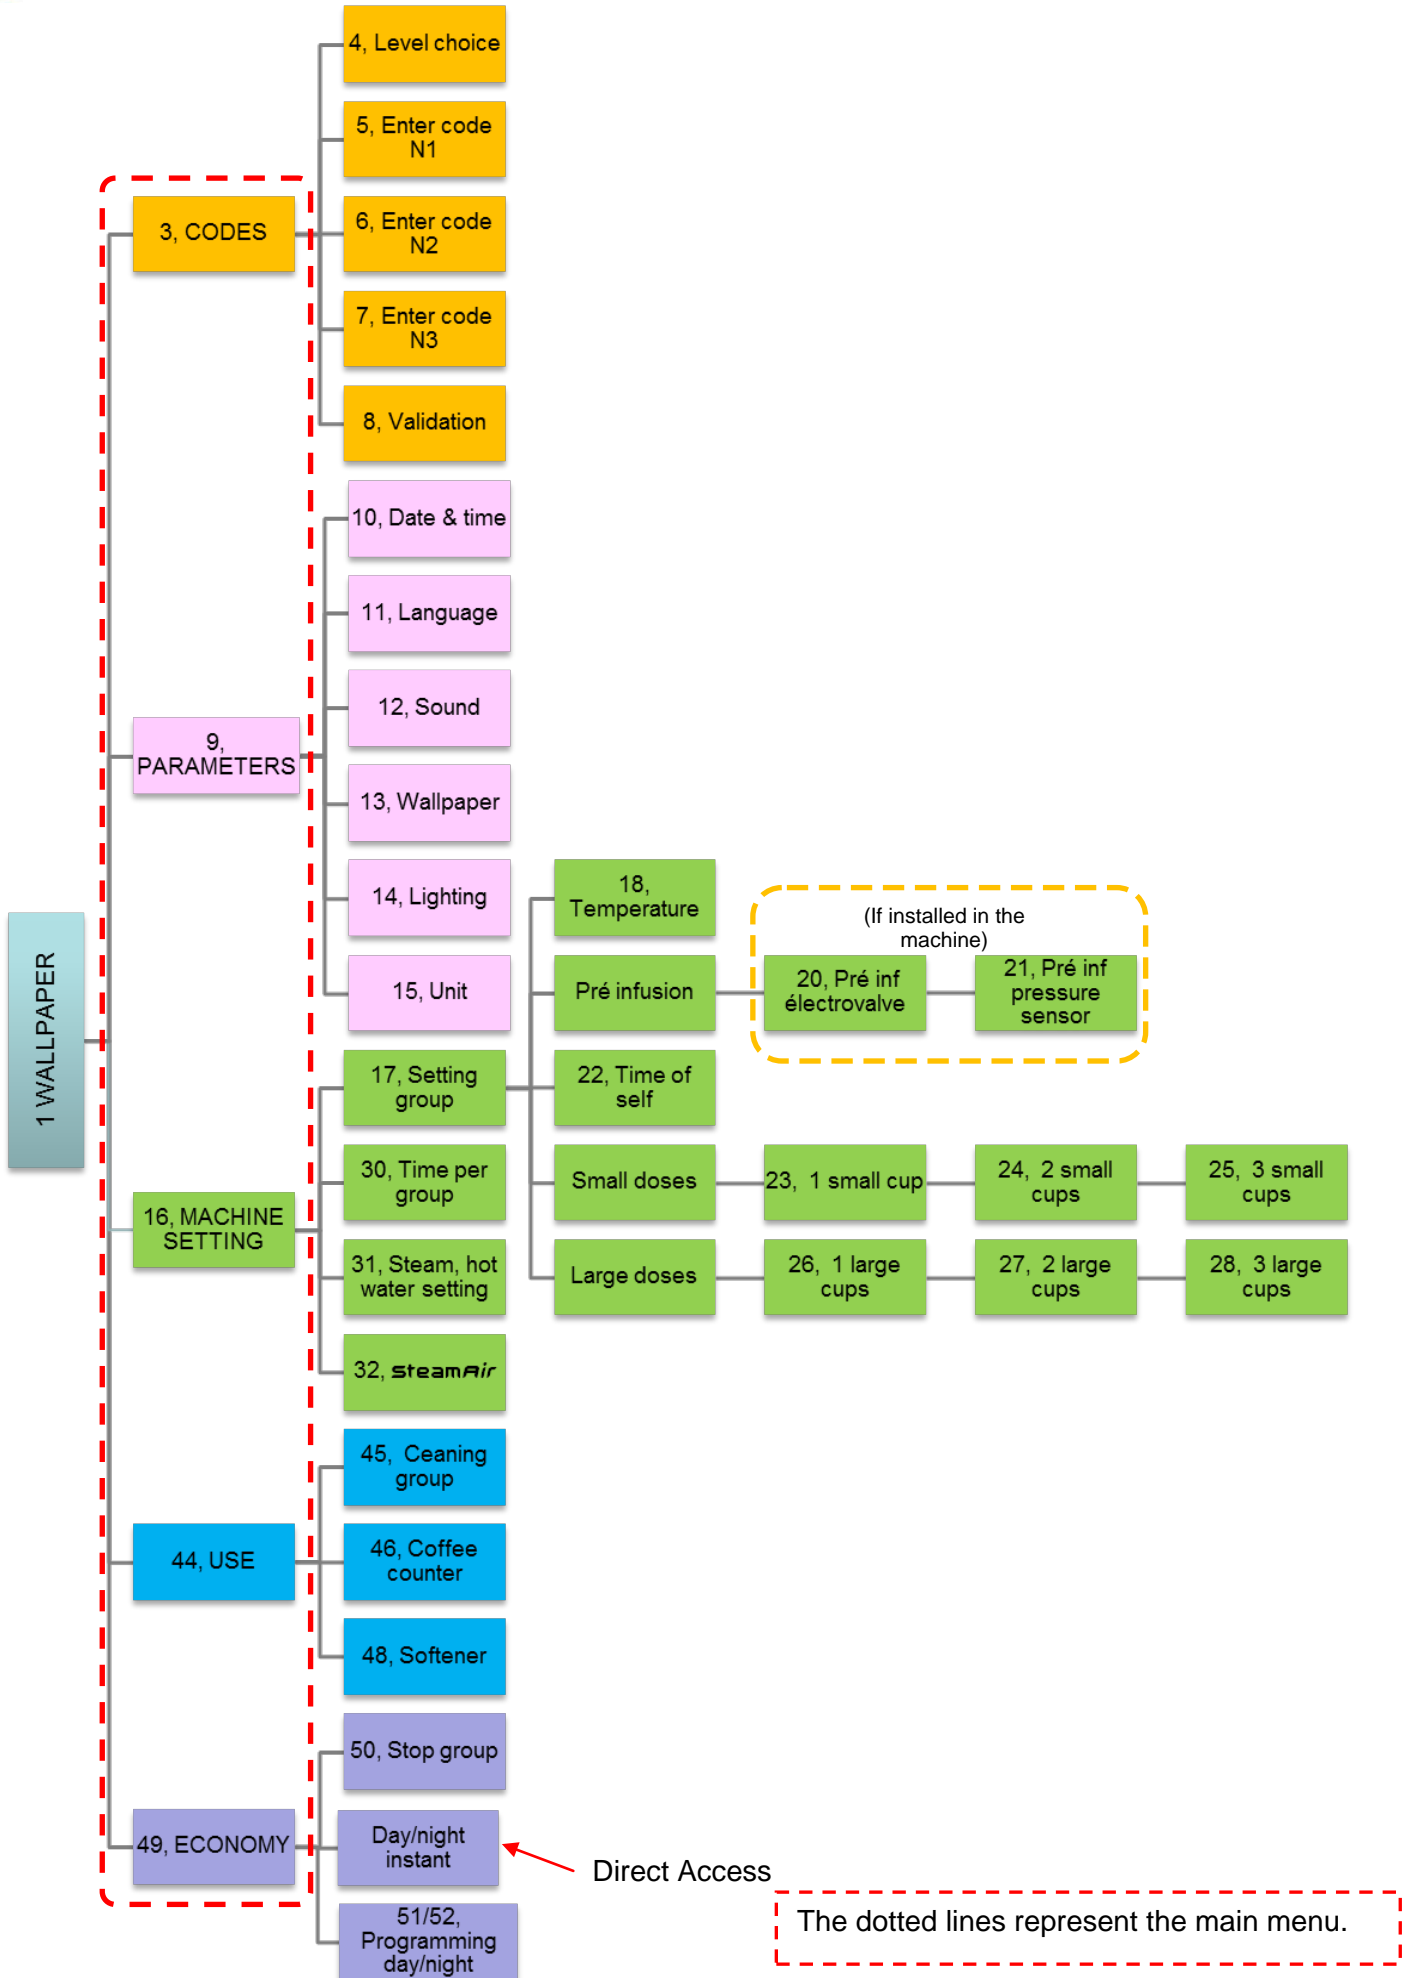 1 WALLPAPER
3, CODES
4, Level choice
5, Enter code
N1
6, Enter code
N2
7, Enter code
N3
8, Validation
9,
PARAMETERS
10, Date & time
11, Language
12, Sound
13, Wallpaper
14, Lighting
15, Unit
16, MACHINE
SETTING
17, Setting
group
18,
Temperature
Pré infusion
(If installed in the
machine)
20, Pré inf
électrovalve
21, Pré inf
pressure
sensor
22, Time of
self
Small doses
23,  1 small cup
24,  2 small
cups
25,  3 small
cups
Large doses
26,  1 large
cups
27,  2 large
cups
28,  3 large
cups
30, Time per
group
31, Steam, hot
water setting
32, SteamAir
44, USE
45,  Ceaning
group
46, Coffee
counter
48, Softener
49, ECONOMY
50, Stop group
Day/night
instant
Direct Access
51/52,
Programming
day/night
The dotted lines represent the main menu.